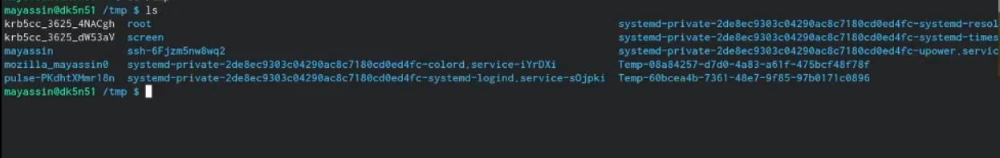 mayassin@dk5n51 /tmp $ ls
krb5cc_3625_4NACgh root systemd-private-2de8ec9303c04290ac8c7180cd0ed4fc-systemd-resol
krb5cc_3625_dW53aV screen systemd-private-2de8ec9303c04290ac8c7180cd0ed4fc-systemd-times
mayassin ssh-6Fjzm5nw8wq2 systemd-private-2de8ec9303c04290ac8c7180cd0ed4fc-upower.servic
mozilla_mayassin0 systemd-private-2de8ec9303c04290ac8c7180cd0ed4fc-colord.service-iYrDXi Temp-08a84257-d7d0-4a83-a61f-475bcf48f78f
pulse-PKdhtXMmr18n systemd-private-2de8ec9303c04290ac8c7180cd0ed4fc-systemd-logind.service-sOjpki Temp-60bcea4b-7361-48e7-9f85-97b0171c0896
mayassin@dk5n51 /tmp $